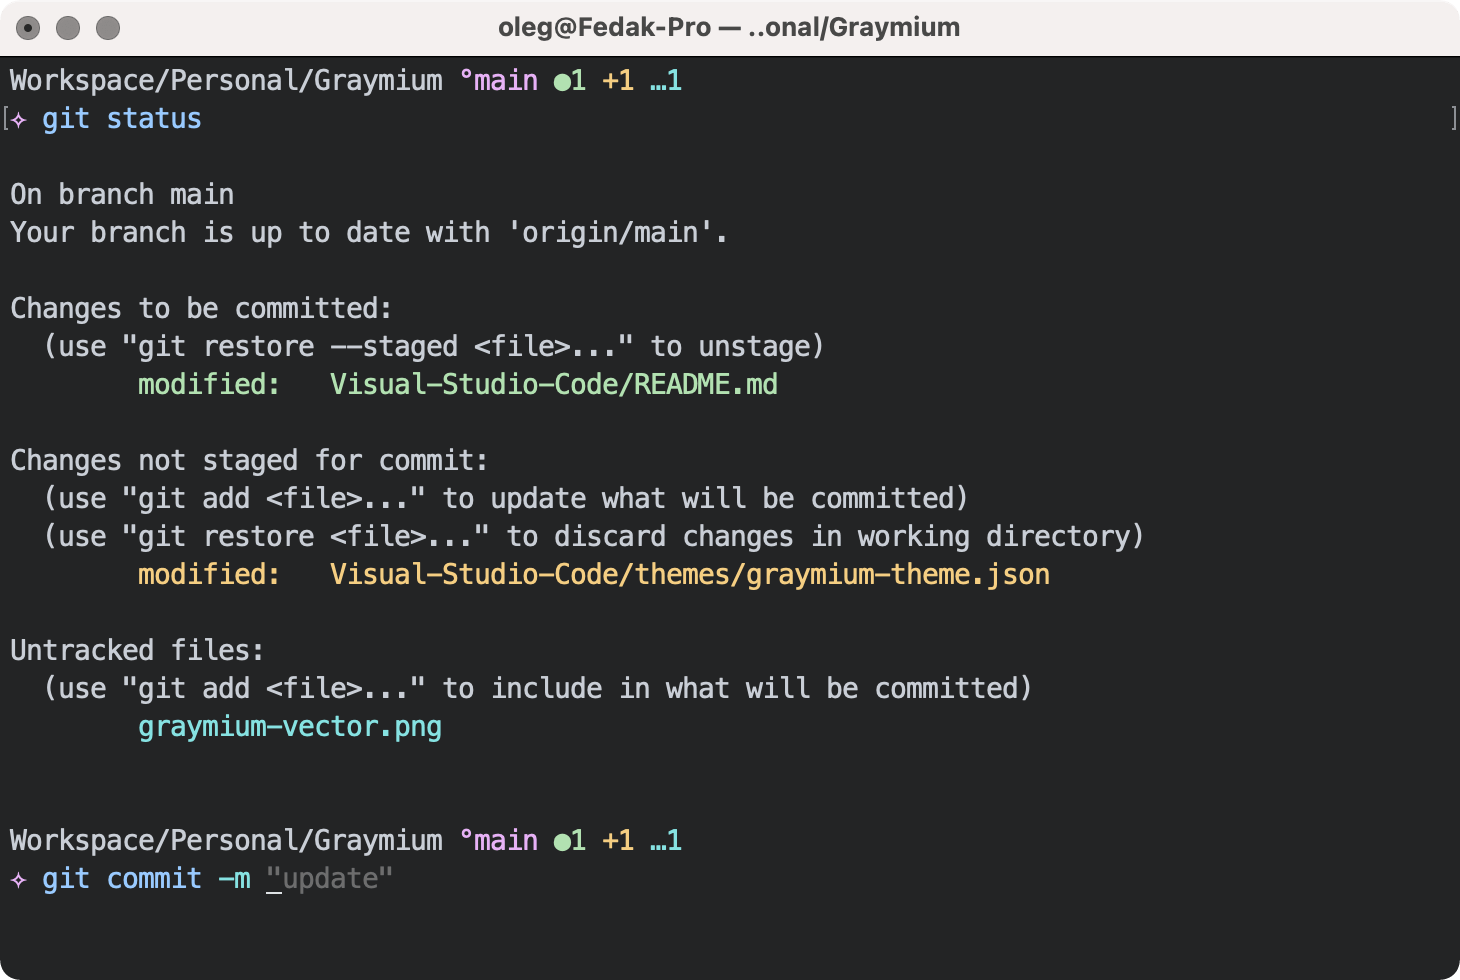 oleg@Fedak-Pro — ..onal/Graymium
Workspace/Personal/Graymium °main ●1 +1 …1
[✧ git status ]
On branch main
Your branch is up to date with 'origin/main'.
Changes to be committed:
  (use "git restore --staged <file>..." to unstage)
        modified:   Visual-Studio-Code/README.md
Changes not staged for commit:
  (use "git add <file>..." to update what will be committed)
  (use "git restore <file>..." to discard changes in working directory)
        modified:   Visual-Studio-Code/themes/graymium-theme.json
Untracked files:
  (use "git add <file>..." to include in what will be committed)
        graymium-vector.png
Workspace/Personal/Graymium °main ●1 +1 …1
✧ git commit -m "update"